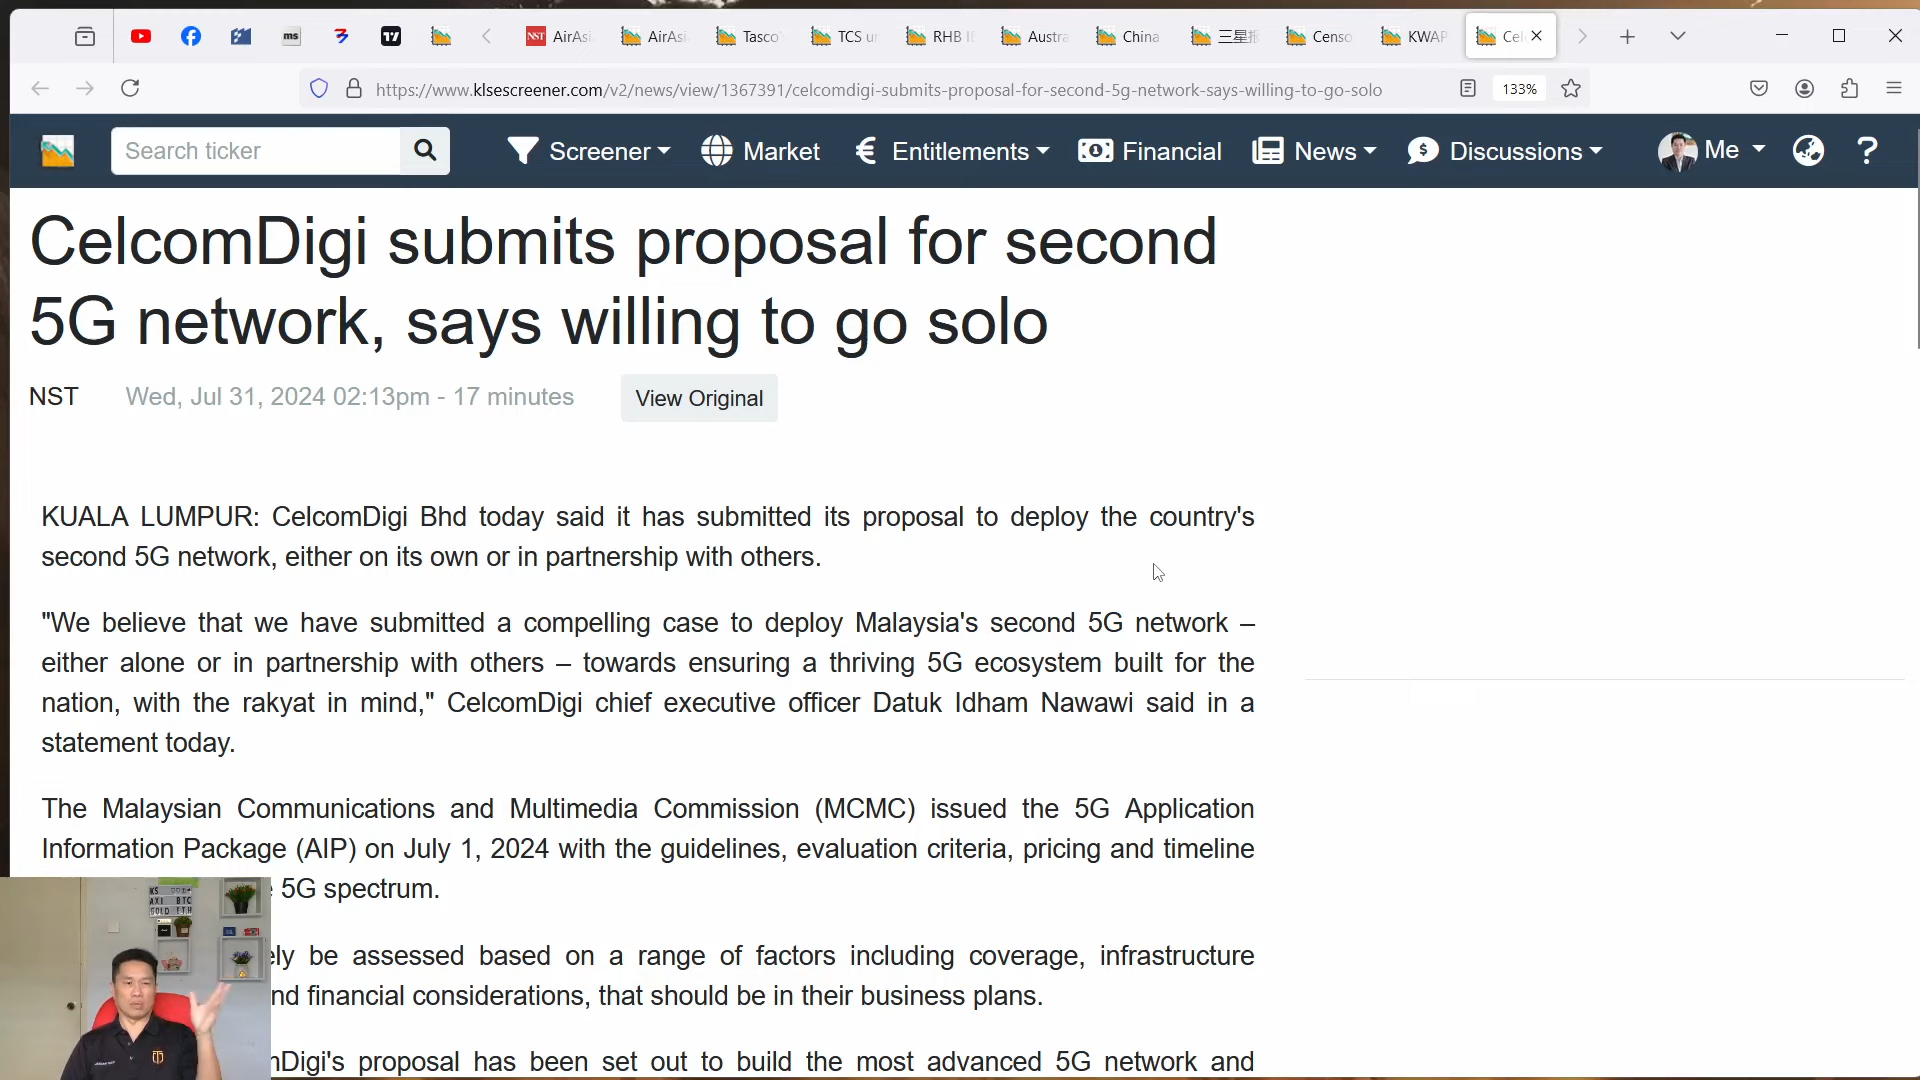 ms
NST AirAsi
AirAsi
Tasco
TCS u
RHB I
Austra
China
三星
Censo
KWAP
Cel
https://www.klsescreener.com/v2/news/view/1367391/celcomdigi-submits-proposal-for-second-5g-network-says-willing-to-go-solo
133%
Search ticker
Screener
Market
Entitlements
Financial
News
Discussions
Me
?
CelcomDigi submits proposal for second
5G network, says willing to go solo
NST Wed, Jul 31, 2024 02:13pm - 17 minutes View Original
KUALA LUMPUR: CelcomDigi Bhd today said it has submitted its proposal to deploy the country's
second 5G network, either on its own or in partnership with others.
"We believe that we have submitted a compelling case to deploy Malaysia's second 5G network –
either alone or in partnership with others – towards ensuring a thriving 5G ecosystem built for the
nation, with the rakyat in mind," CelcomDigi chief executive officer Datuk Idham Nawawi said in a
statement today.
The Malaysian Communications and Multimedia Commission (MCMC) issued the 5G Application
Information Package (AIP) on July 1, 2024 with the guidelines, evaluation criteria, pricing and timeline
5G spectrum.
ely be assessed based on a range of factors including coverage, infrastructure
nd financial considerations, that should be in their business plans.
nDigi's proposal has been set out to build the most advanced 5G network and
AXI BTC
GOLD ETH